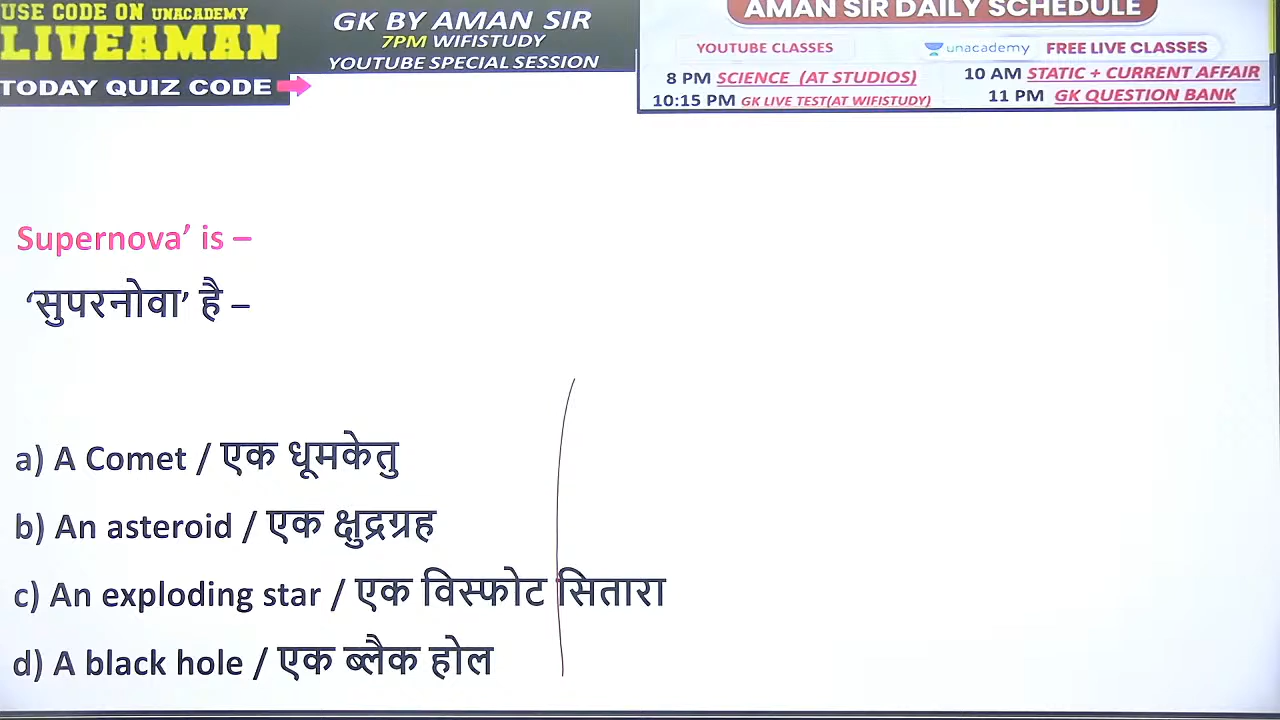 USE CODE ON UNACADEMY
LIVEAMAN
TODAY QUIZ CODE
GK BY AMAN SIR
7PM WIFISTUDY
YOUTUBE SPECIAL SESSION
AMAN SIR DAILY SCHEDULE
YOUTUBE CLASSES
unacademy FREE LIVE CLASSES
8 PM SCIENCE (AT STUDIOS)
10:15 PM GK LIVE TEST(AT WIFISTUDY)
10 AM STATIC + CURRENT AFFAIR
11 PM GK QUESTION BANK
Supernova’ is –
‘सुपरनोवा’ है –
a) A Comet / एक धूमकेतु
b) An asteroid / एक क्षुद्रग्रह
c) An exploding star / एक विस्फोट सितारा
d) A black hole / एक ब्लैक होल